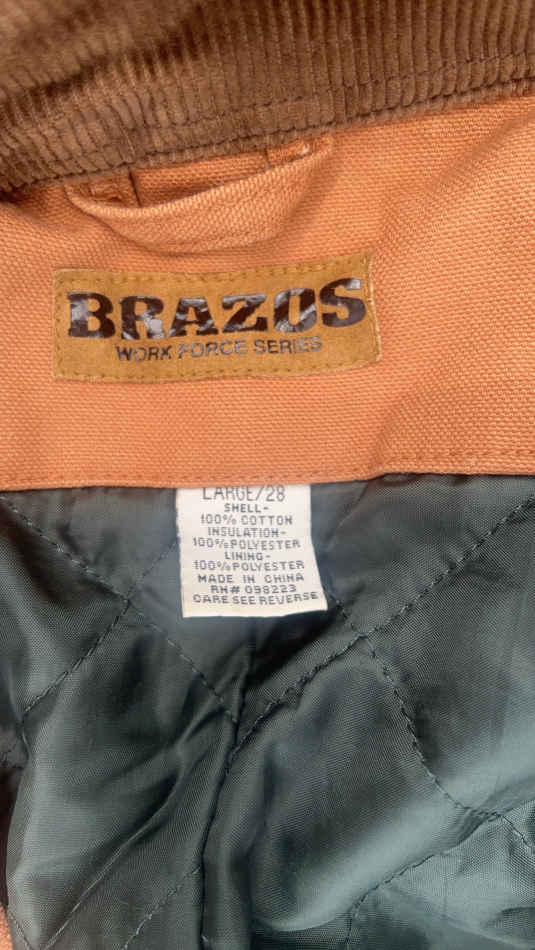 BRAZOS
WORK FORCE SERIES
LARGE/28
SHELL-
100% COTTON
INSULATION-
100% POLYESTER
LINING-
100% POLYESTER
MADE IN CHINA
RN# 098223
CARE SEE REVERSE